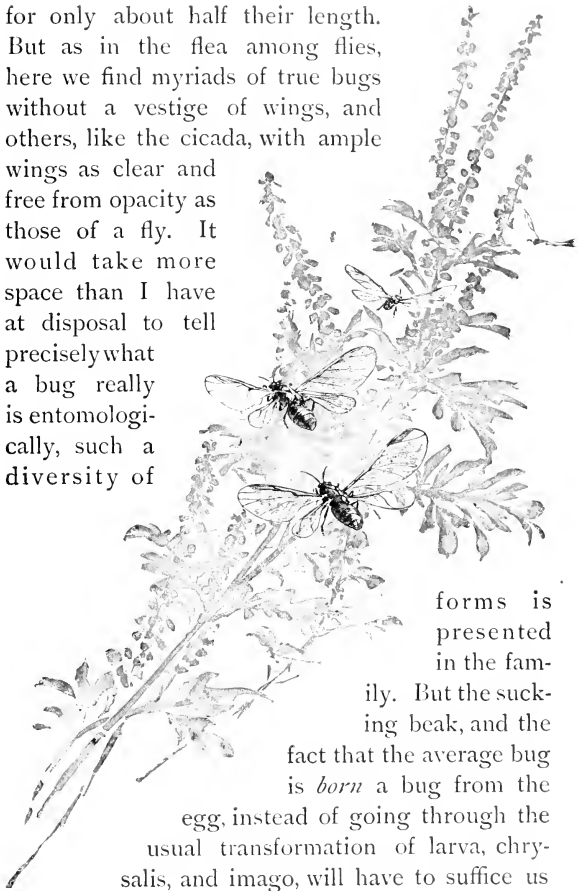 for only about half their length.
But as in the flea among flies,
here we find myriads of true bugs
without a vestige of wings, and
others, like the cicada, with ample
wings as clear and
free from opacity as
those of a fly. It
would take more
space than I have
at disposal to tell
precisely what
a bug really
is entomologi-
cally, such a
diversity of
forms is
presented
in the fam-
ily. But the suck-
ing beak, and the
fact that the average bug
is born a bug from the
egg, instead of going through the
usual transformation of larva, chry-
salis, and imago, will have to suffice us